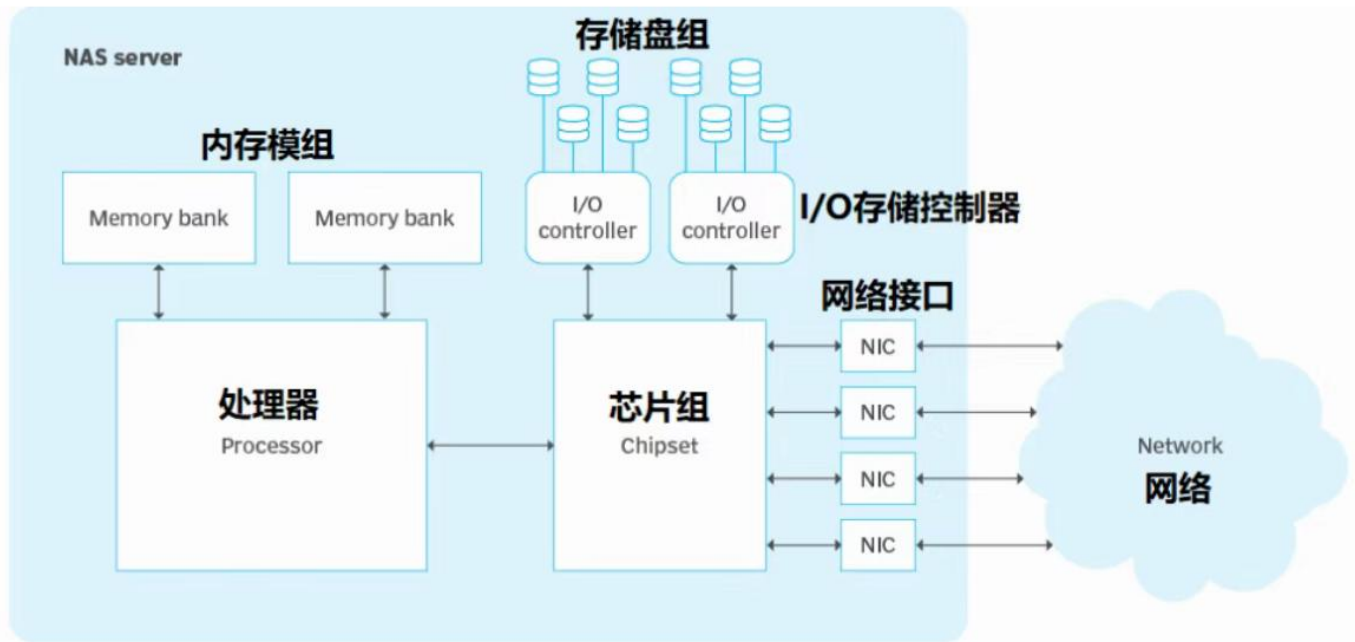 存储盘组
NAS server
内存模组
Memory bank
Memory bank
I/O
controller
I/O
controller
I/O存储控制器
网络接口
NIC
处理器
Processor
芯片组
Chipset
NIC
NIC
NIC
Network
网络